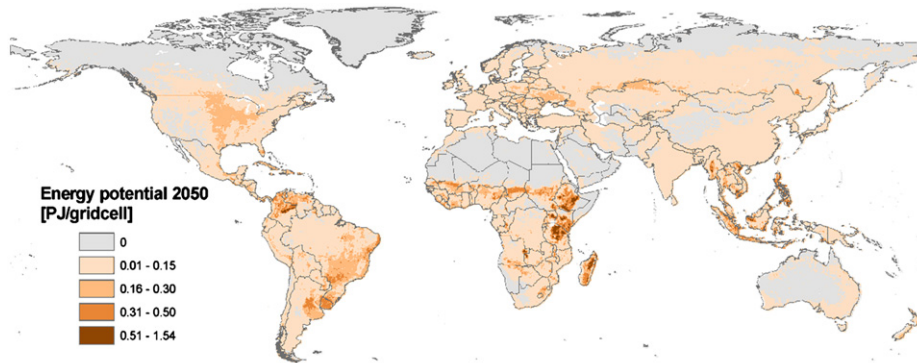 Energy potential 2050
[PJ/gridcell]
0
0.01 - 0.15
0.16 - 0.30
0.31 - 0.50
0.51 - 1.54